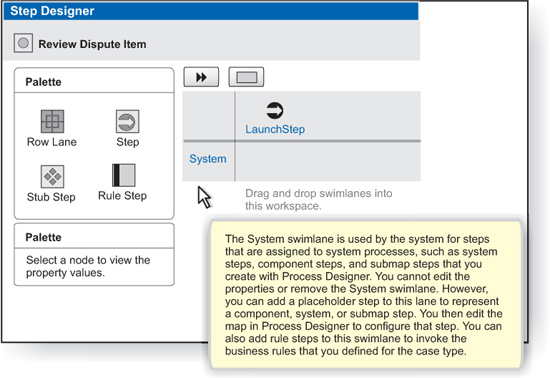 Step Designer
Review Dispute Item
Palette
Row Lane
Step
Stub Step
Rule Step
Palette
Select a node to view the
property values.
LaunchStep
System
Drag and drop swimlanes into
this workspace.
The System swimlane is used by the system for steps
that are assigned to system processes, such as system
steps, component steps, and submap steps that you
create with Process Designer. You cannot edit the
properties or remove the System swimlane. However,
you can add a placeholder step to this lane to represent
a component, system, or submap step. You then edit the
map in Process Designer to configure that step. You can
also add rule steps to this swimlane to invoke the
business rules that you defined for the case type.